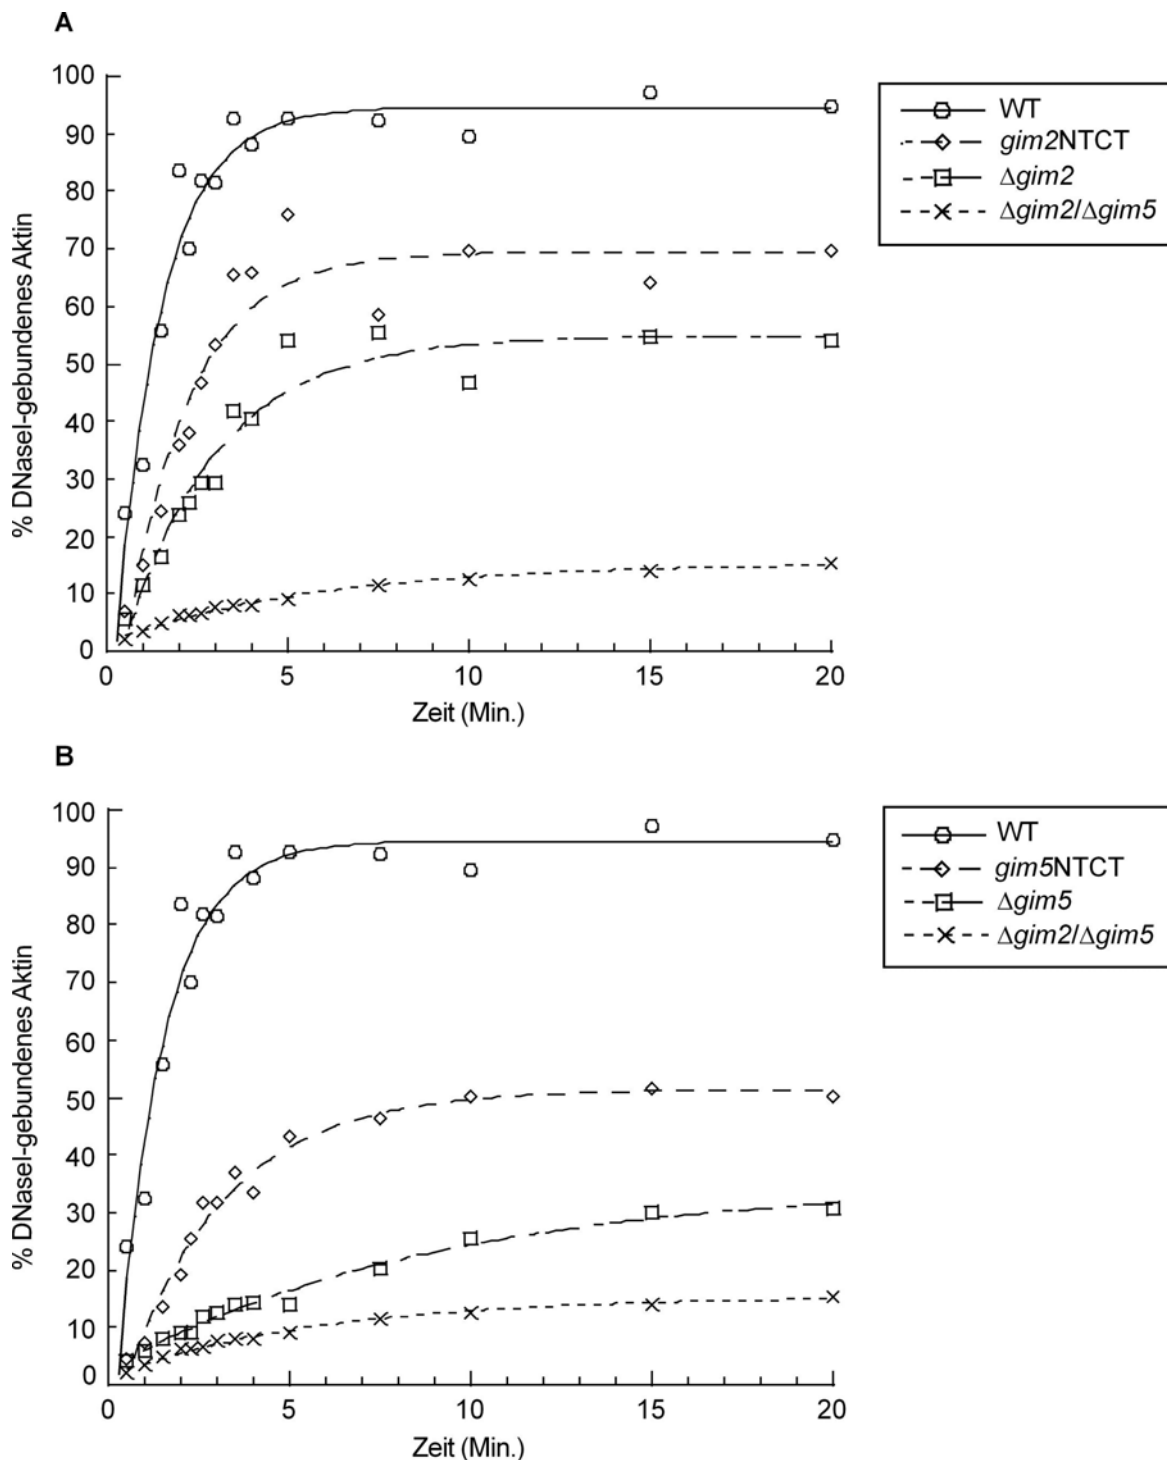 A
100
90
80
70
60
50
40
30
20
10
0
% DNaseI-gebundenes Aktin
0 5 10 15 20
Zeit (Min.)
WT
gim2NTCT
Δgim2
Δgim2/Δgim5
B
100
90
80
70
60
50
40
30
20
10
0
% DNaseI-gebundenes Aktin
0 5 10 15 20
Zeit (Min.)
WT
gim5NTCT
Δgim5
Δgim2/Δgim5